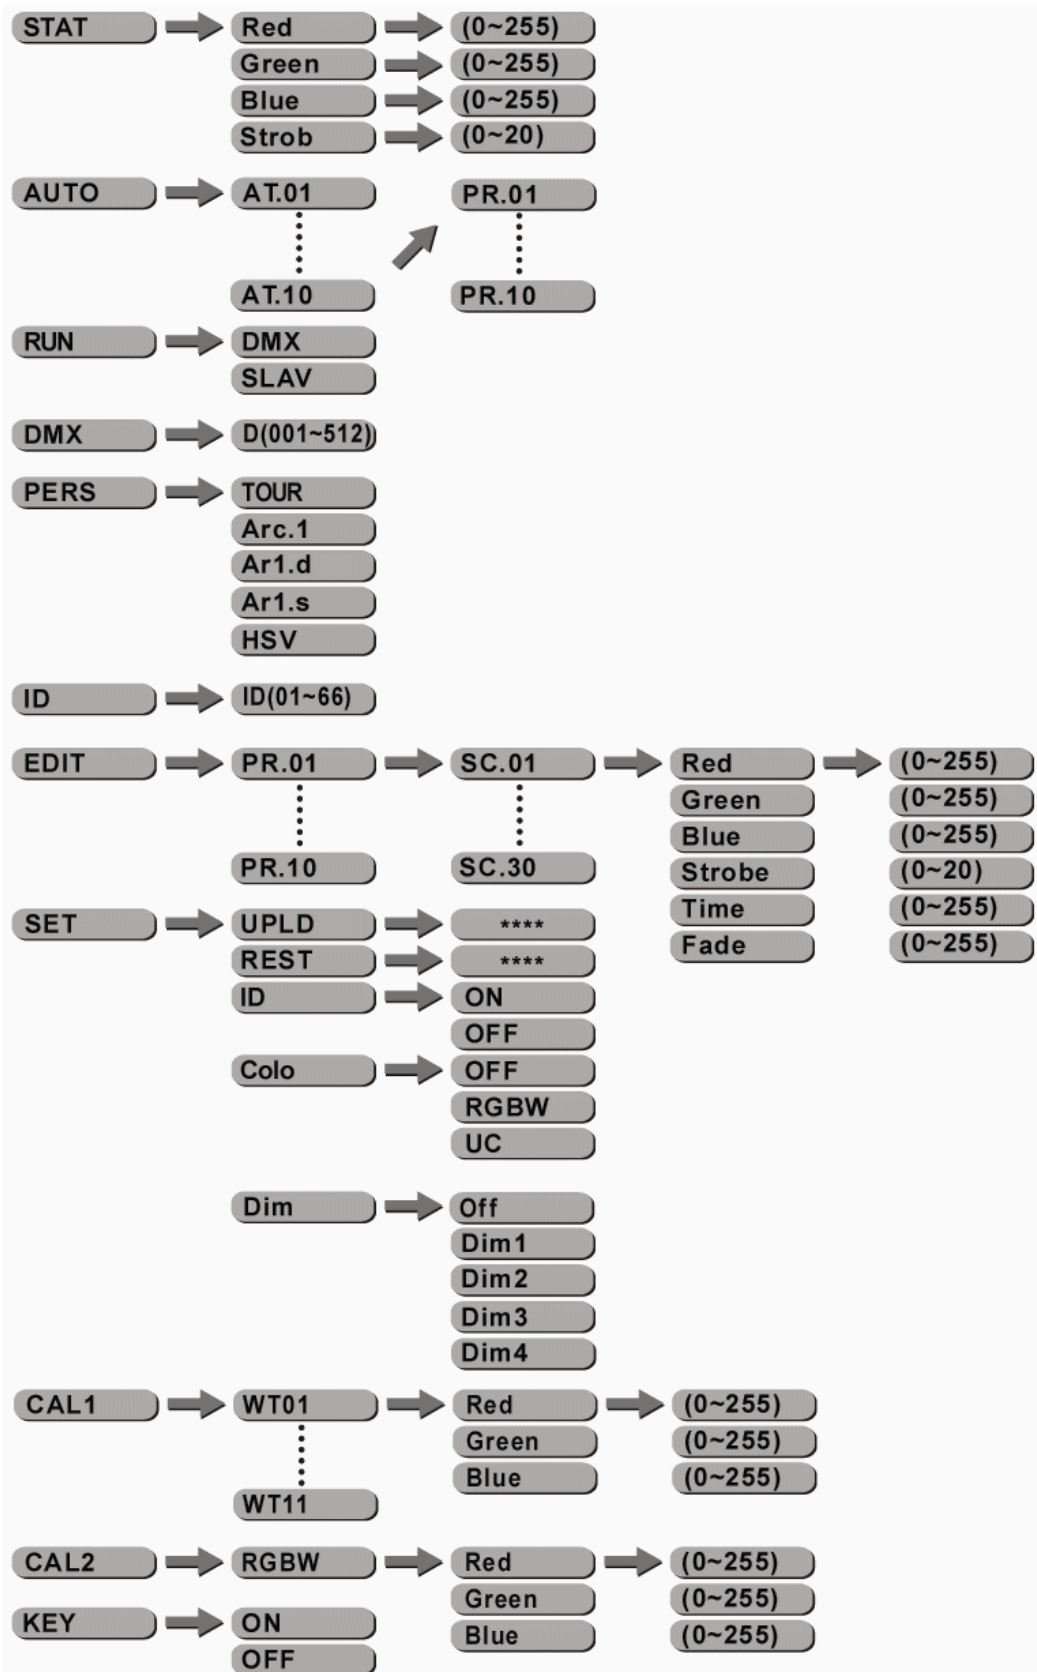 STAT Red (0~255)
Green (0~255)
Blue (0~255)
Strob (0~20)
AUTO AT.01 PR.01
AT.10 PR.10
RUN DMX
SLAV
DMX D(001~512)
PERS TOUR
Arc.1
Ar1.d
Ar1.s
HSV
ID ID(01~66)
EDIT PR.01 SC.01 Red (0~255)
Green (0~255)
Blue (0~255)
PR.10 SC.30 Strobe (0~20)
Time (0~255)
SET UPLD **** Fade (0~255)
REST ****
ID ON
OFF
Colo OFF
RGBW
UC
Dim Off
Dim1
Dim2
Dim3
Dim4
CAL1 WT01 Red (0~255)
Green (0~255)
Blue (0~255)
WT11
CAL2 RGBW Red (0~255)
Green (0~255)
Blue (0~255)
KEY ON
OFF